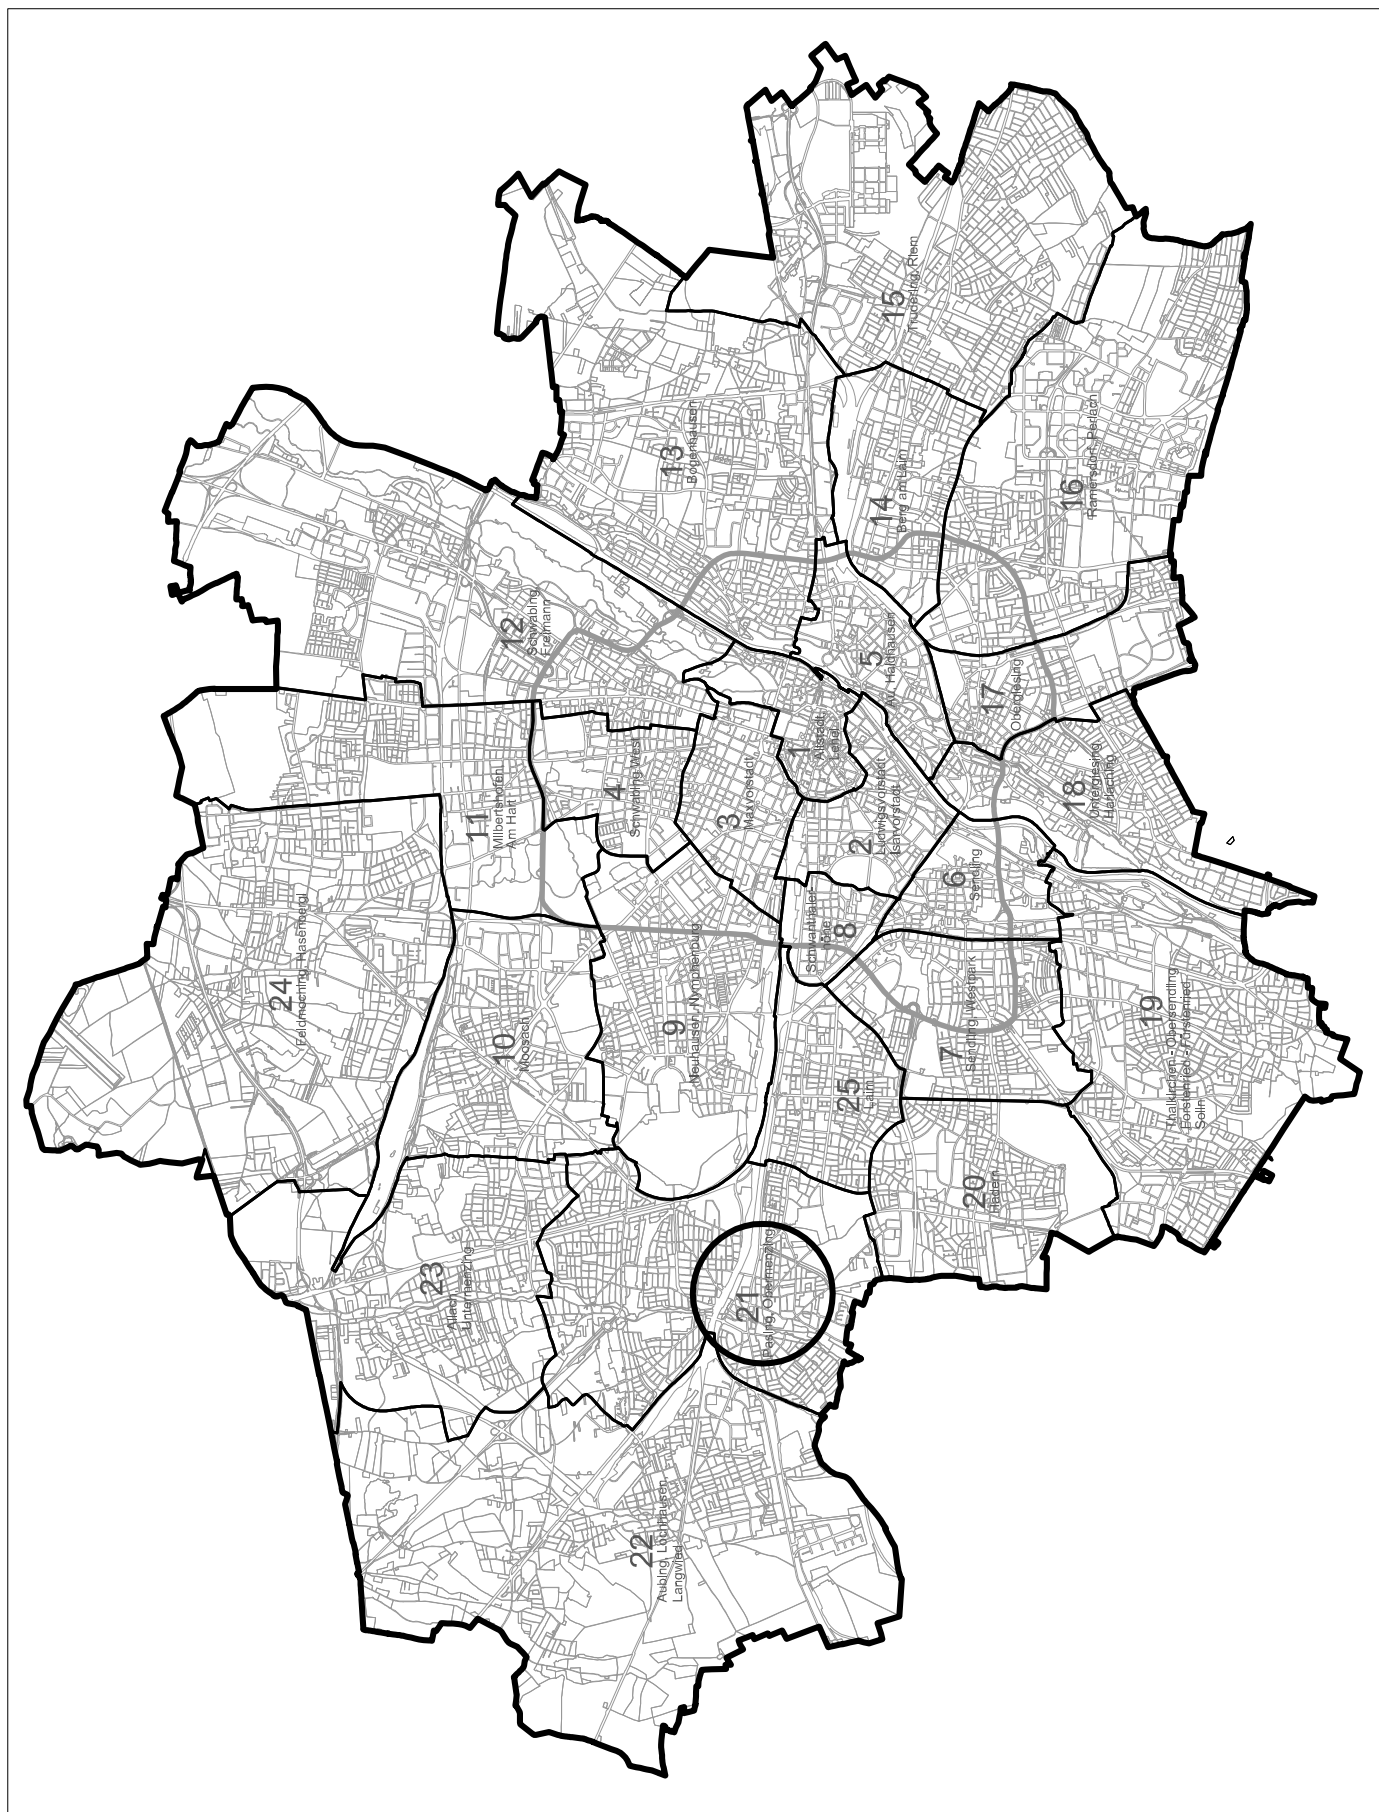 24
Feldmoching, Hasenbergl
11
Milbertshofen
Am Hart
12
Schwabing
Freimann
23
Allach
Untermenzing
10
Moosach
4
Schwabing West
13
Bogenhausen
22
Aubing, Lochhausen
Langwied
21
Pasing, Obermenzing
9
Neuhausen, Nymphenburg
3
Maxvorstadt
1
Altstadt
Lehel
15
Trudering, Riem
25
Laim
8
Schwanthaler-
höhe
2
Ludwigsvorstadt
Isarvorstadt
5
Au, Haidhausen
14
Berg am Laim
20
Hadern
7
Sendling, Westpark
6
Sendling
17
Obergiesing
16
Ramersdorf, Perlach
19
Thalkirchen - Obersendling
Forstenried - Fürstenried
Solln
18
Untergiesing
Harlaching